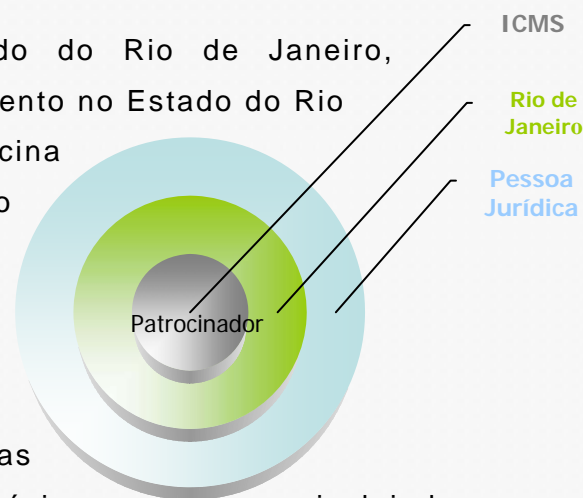 ICMS
do do Rio de Janeiro,
ento no Estado do Rio
Rio de
Janeiro
cina
o
Pessoa
Jurídica
Patrocinador
as